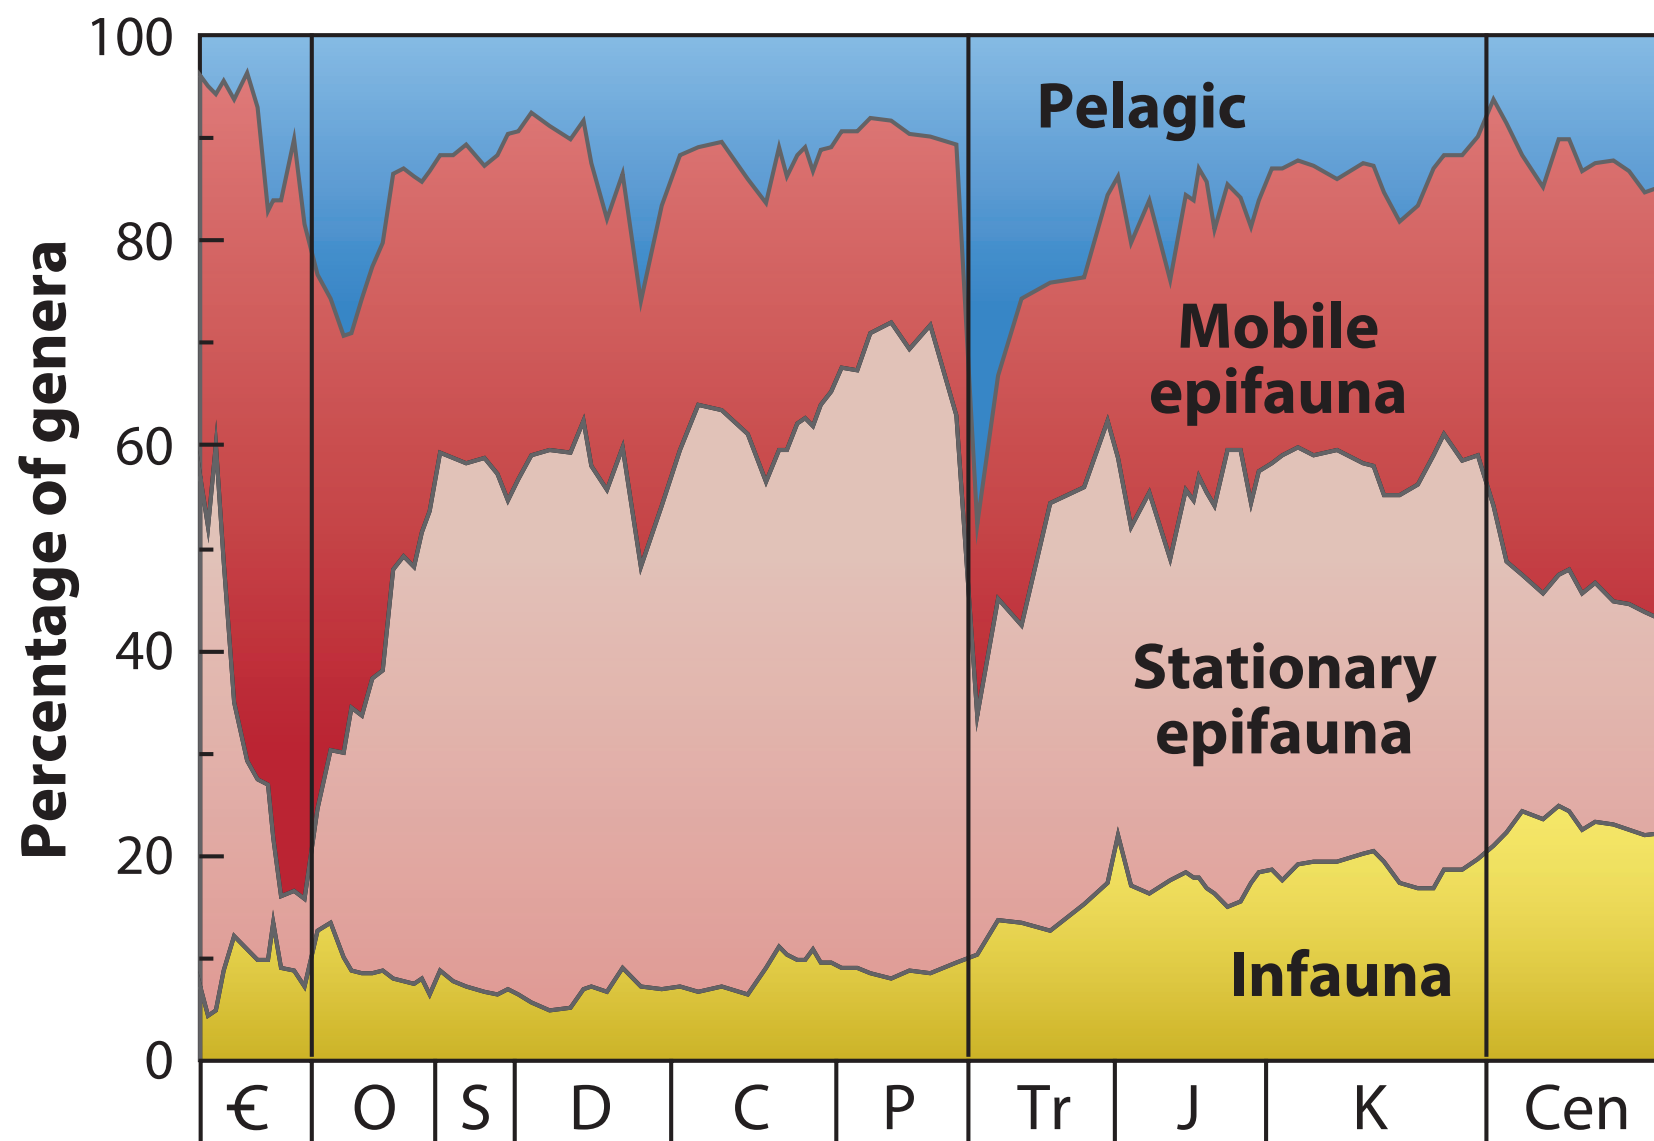 100
80
60
40
20
0
Percentage of genera
Pelagic
Mobile
epifauna
Stationary
epifauna
Infauna
€ O S D C P Tr J K Cen